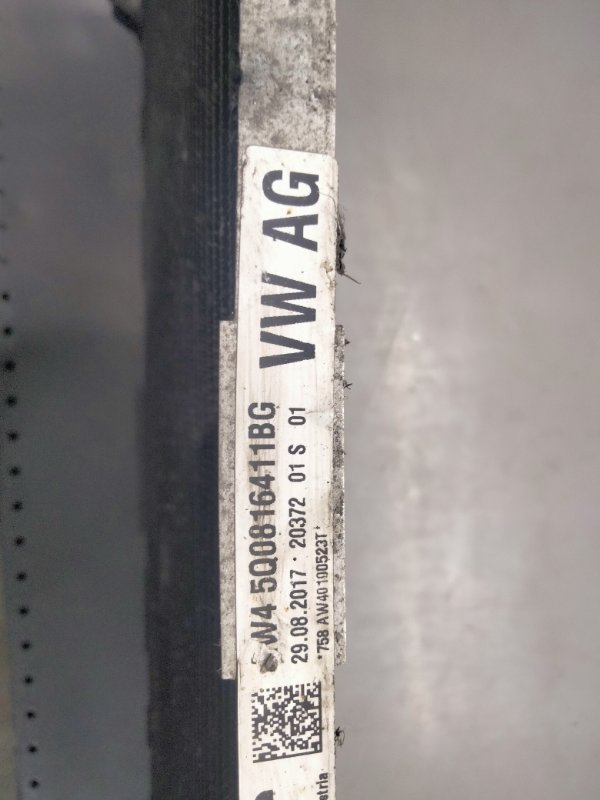 VW AG
W4 5Q0816411BG
29.08.2017 * 20372 01 S 01
*758 AW40100523T*